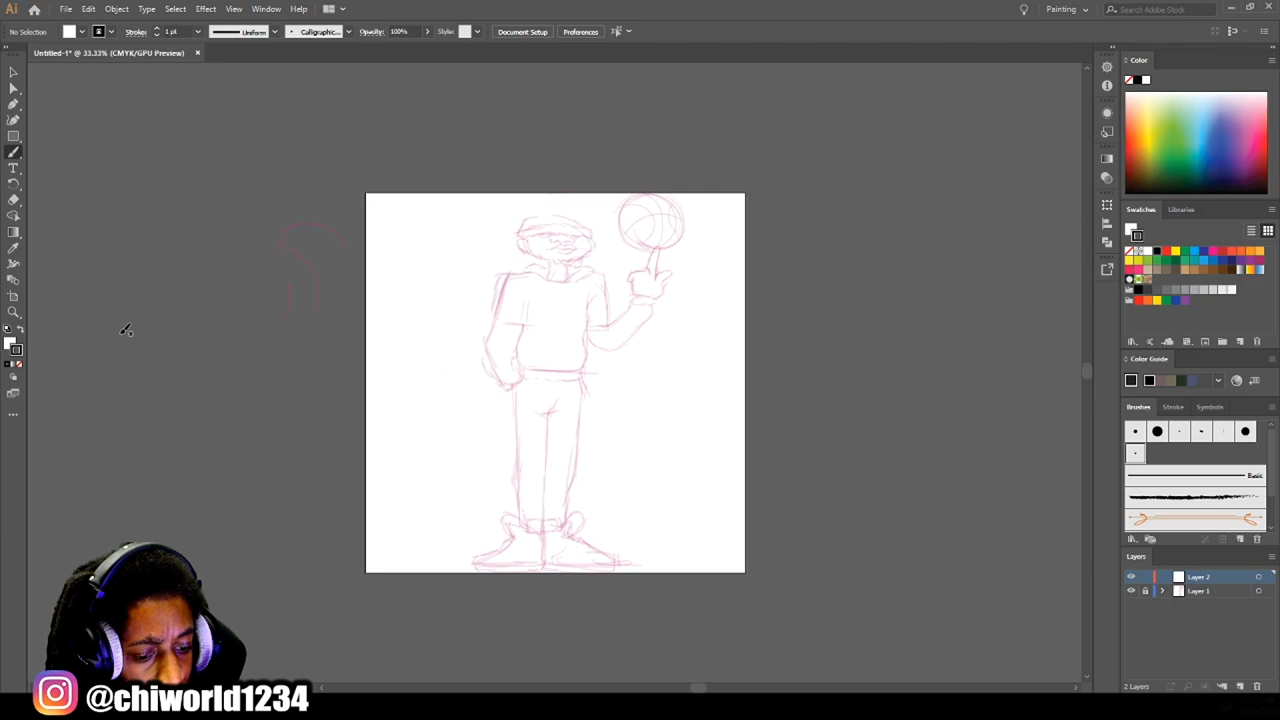 Ai File Edit Object Type Select Effect View Window Help Painting Search Adobe Stock
No Selection Stroke: 1 pt Uniform Calligraphic... Opacity: 100% Style: Document Setup Preferences
Untitled-1* @ 33.33% (CMYK/GPU Preview)
Color
Swatches Libraries
Color Guide
Brushes Stroke Symbols
Basic
Layers
Layer 2
Layer 1
2 Layers
@chiworld1234